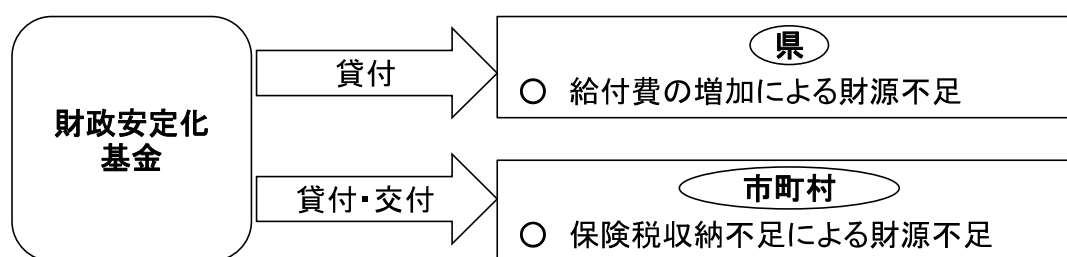 財政安定化
基金
貸付
県
○ 給付費の増加による財源不足
貸付・交付
市町村
○ 保険税収納不足による財源不足